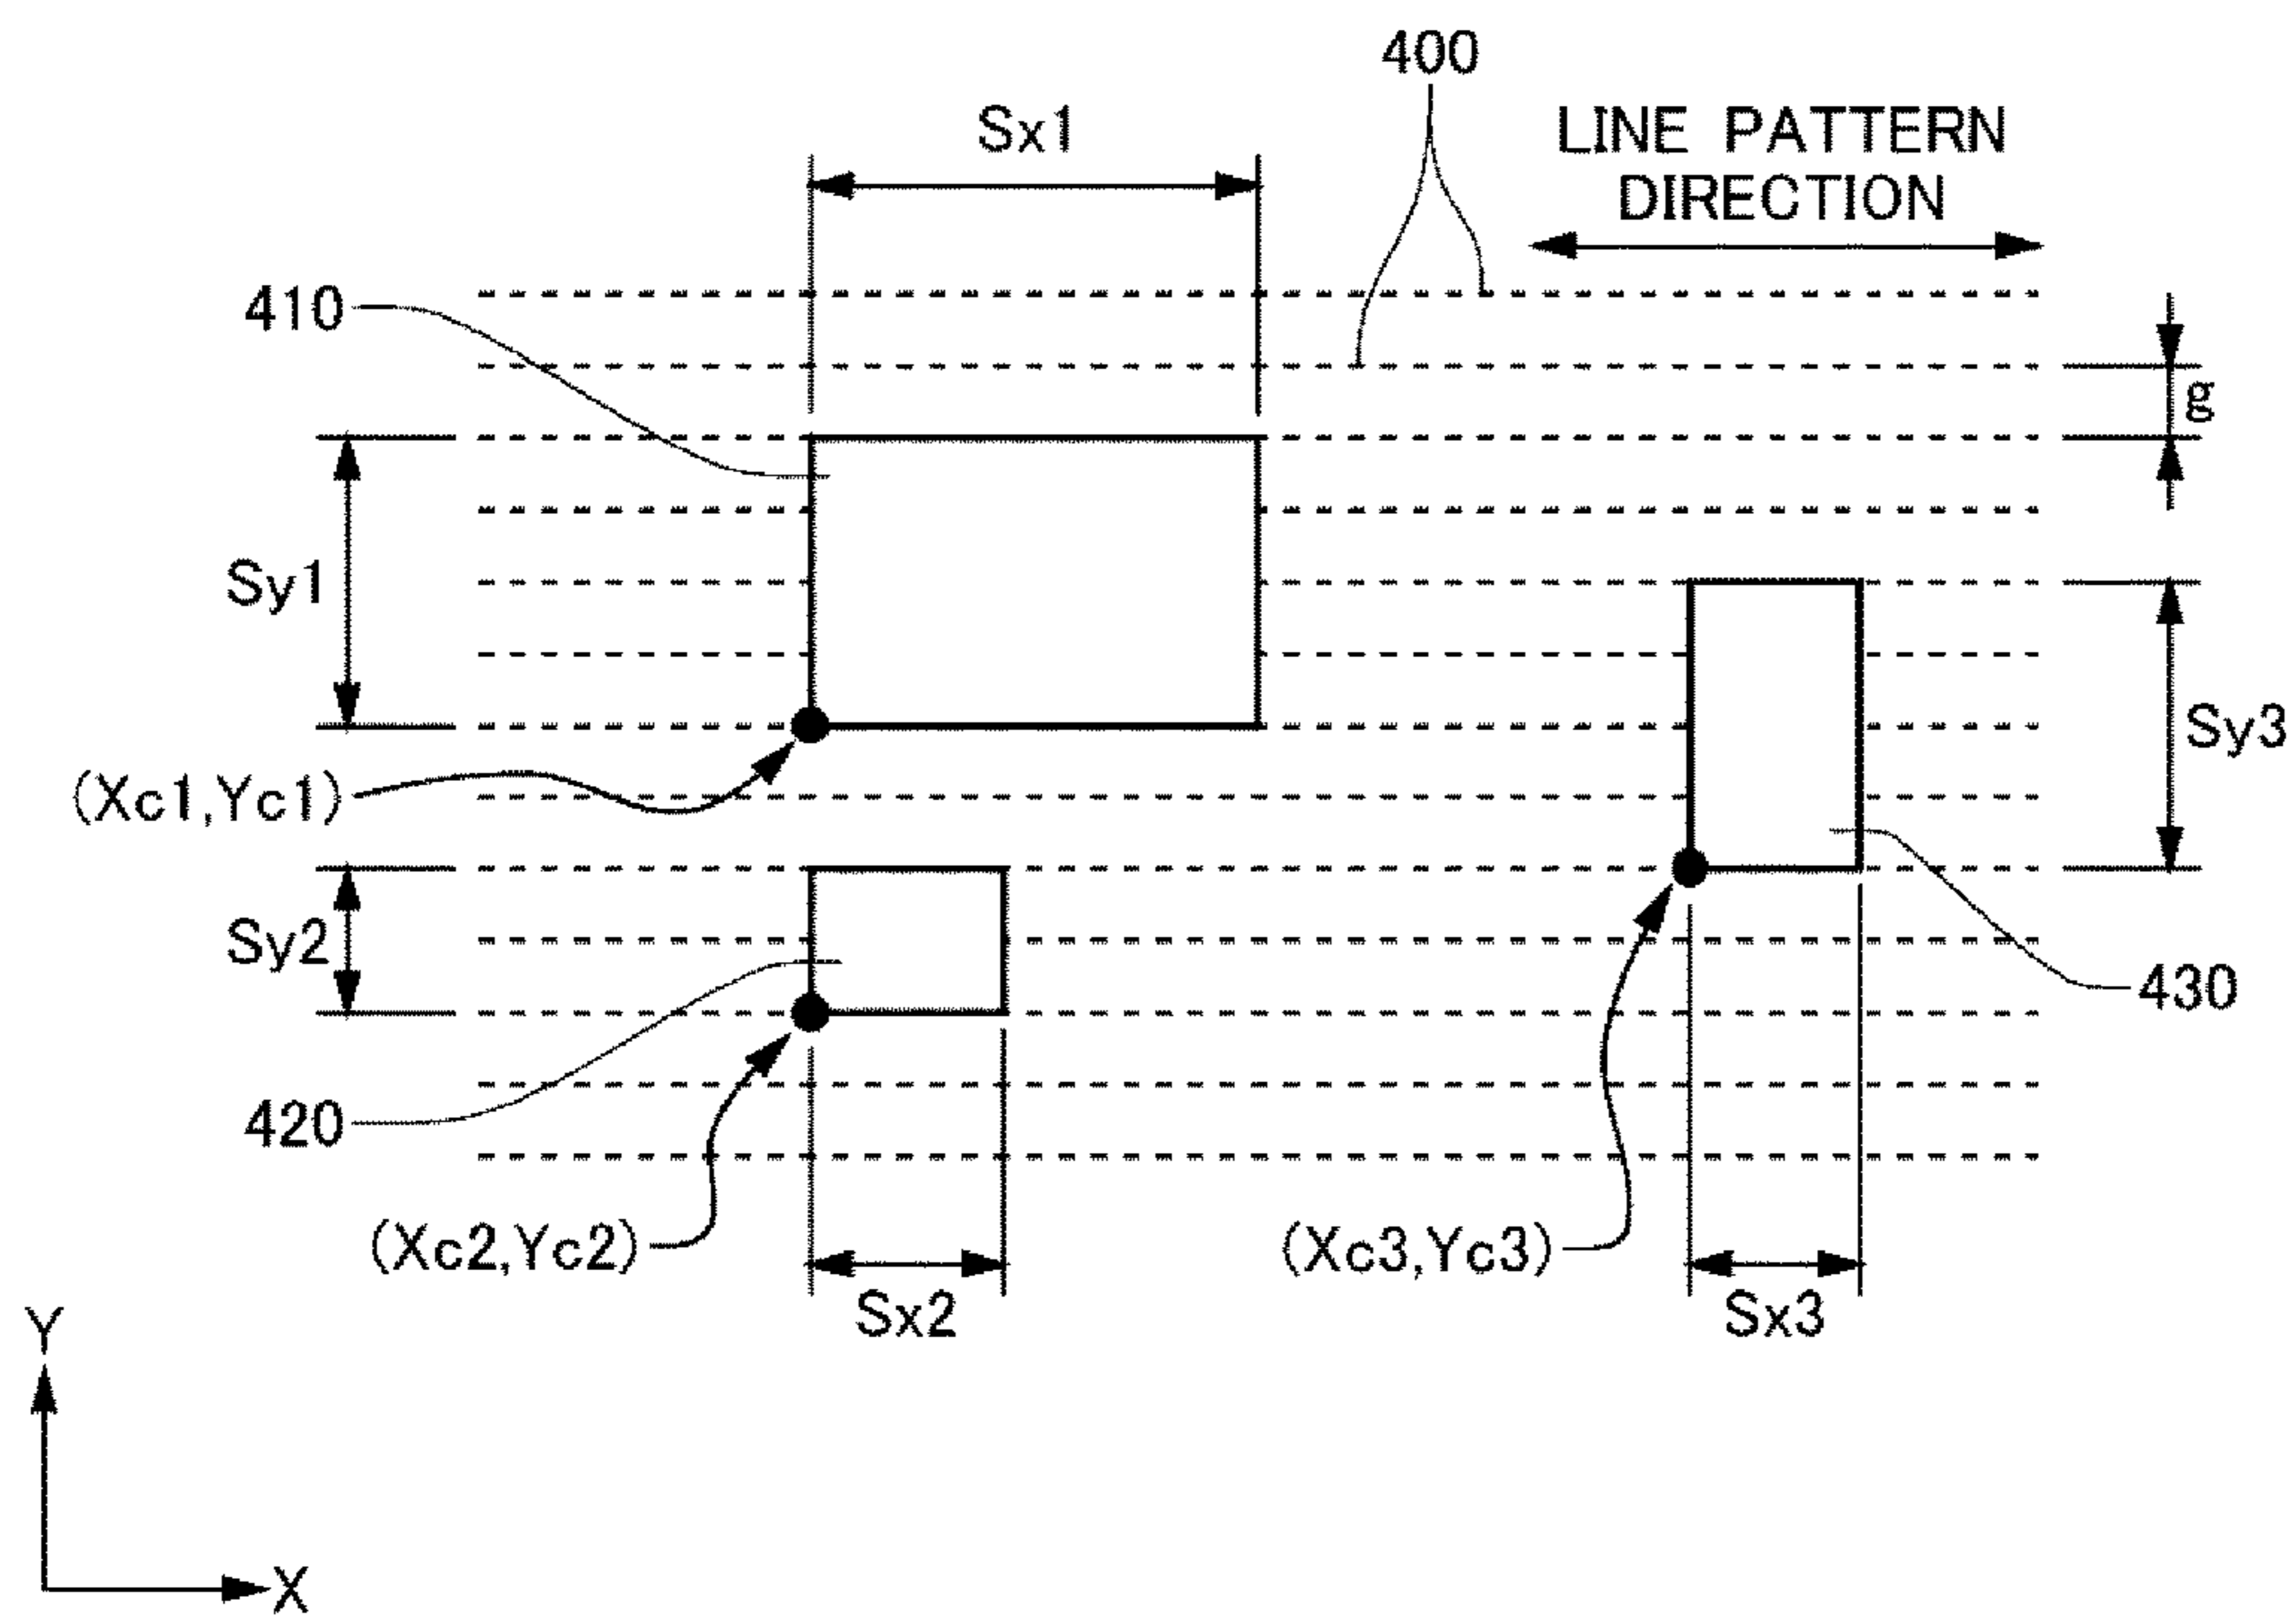 400
Sx1
LINE PATTERN
DIRECTION
410
g
Sy1
Sy3
(Xc1,Yc1)
Sy2
430
420
(Xc2,Yc2)
(Xc3,Yc3)
Sx2
Sx3
Y
X